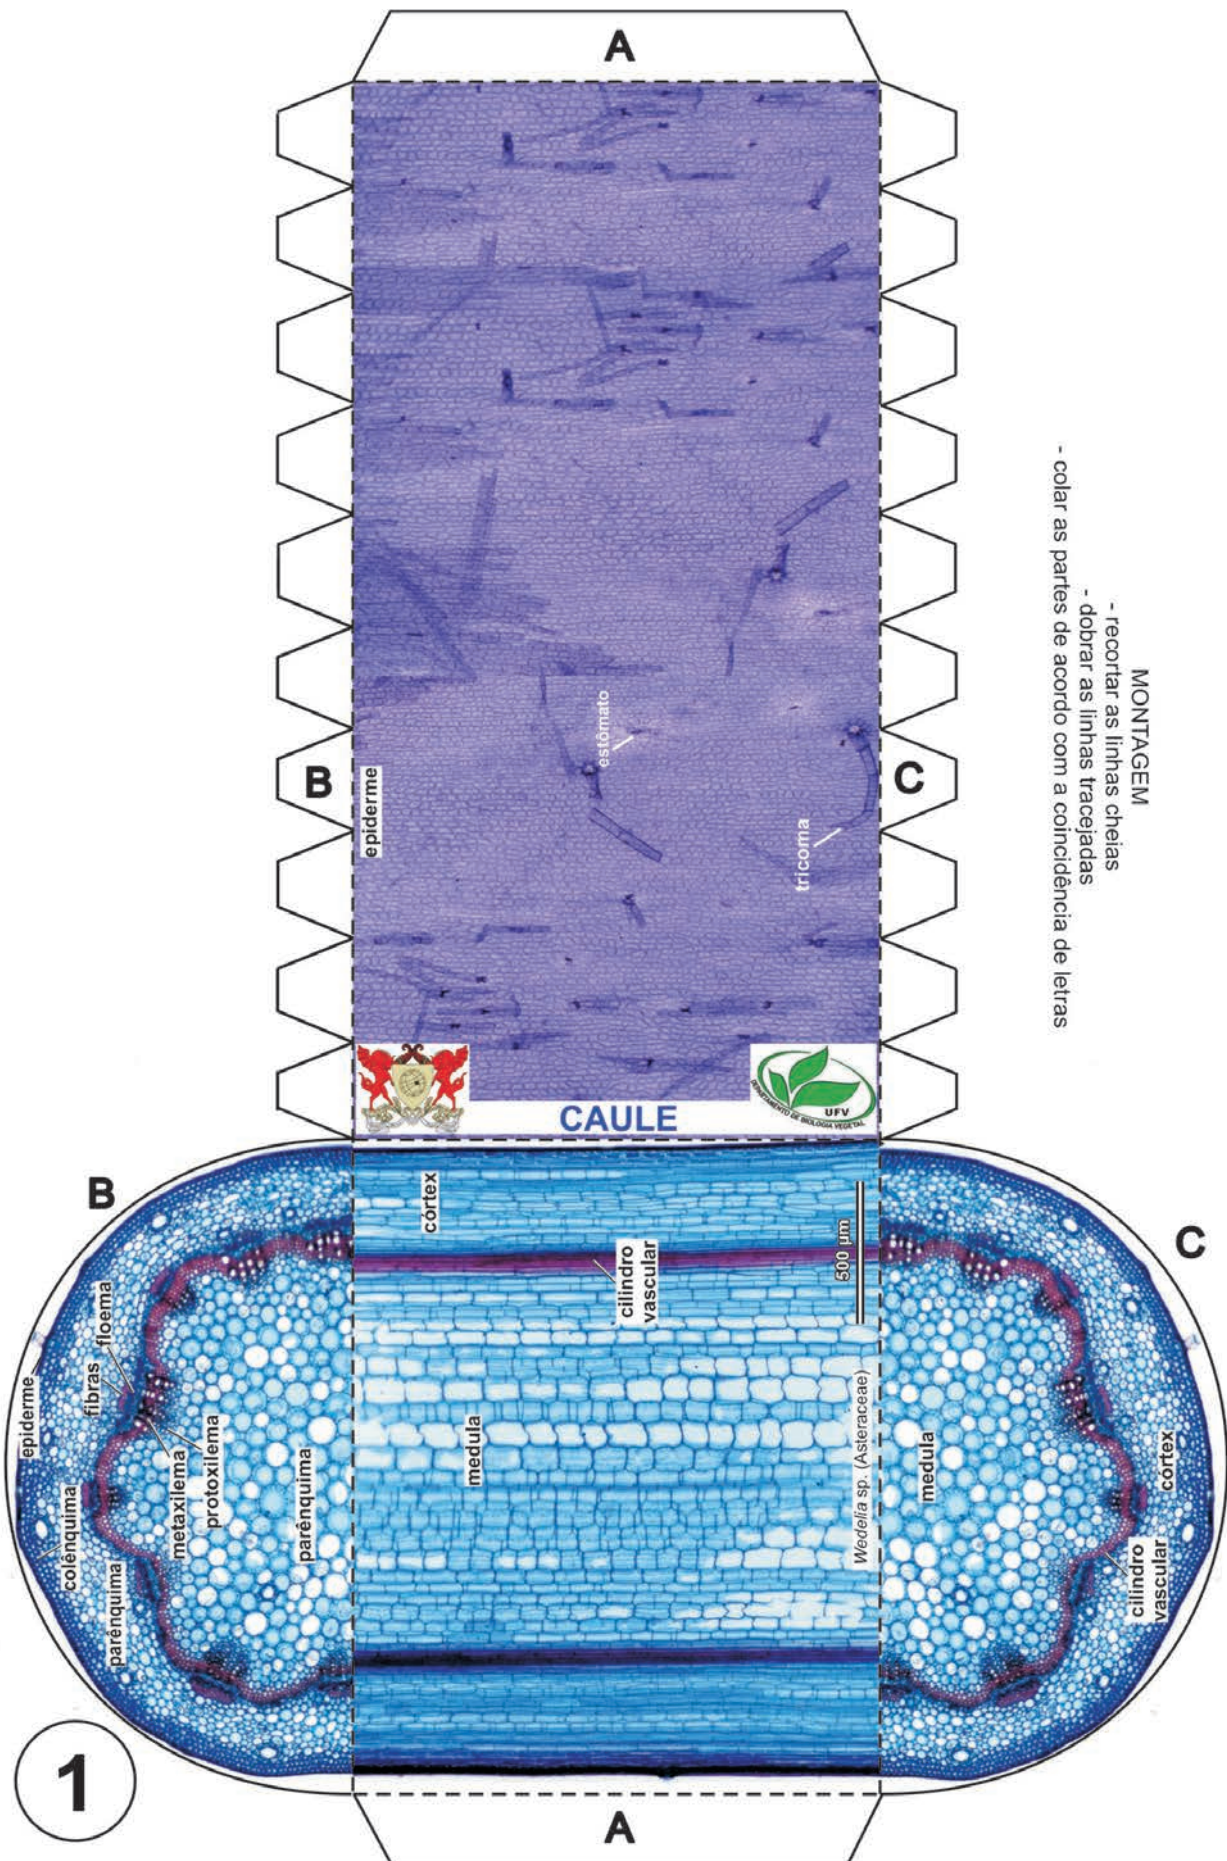 A
MONTAGEM
- recortar as linhas cheias
- dobrar as linhas tracejadas
- colar as partes de acordo com a coincidência de letras
B
epiderme
estômato
tricoma
C
CAULE
UFV
DEPARTAMENTO DE BIOLOGIA VEGETAL
B
epiderme
fibras
floema
colênquima
metaxilema
protoxilema
parênquima
parênquima
córtex
cilindro
vascular
500 µm
medula
Wedelia sp. (Asteraceae)
C
medula
córtex
cilindro
vascular
1
A